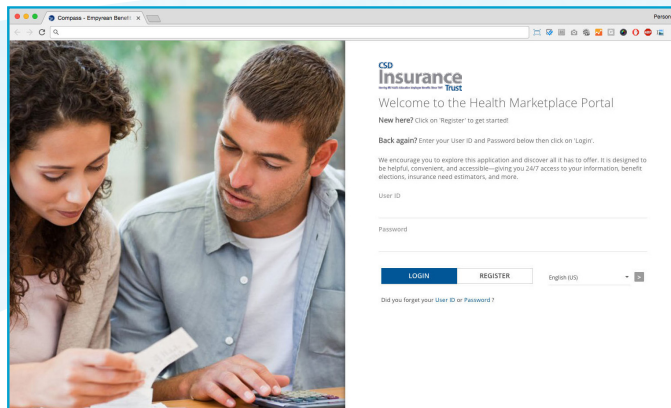 Compass - Empyrean Benefi
Person
CSD
Insurance
Trust
Welcome to the Health Marketplace Portal
New here? Click on 'Register' to get started!
Back again? Enter your User ID and Password below then click on 'Login'.
We encourage you to explore this application and discover all it has to offer. It is designed to
be helpful, convenient, and accessible—giving you 24/7 access to your information, benefit
elections, insurance need estimators, and more.
User ID
Password
LOGIN REGISTER English (US)
Did you forget your User ID or Password ?